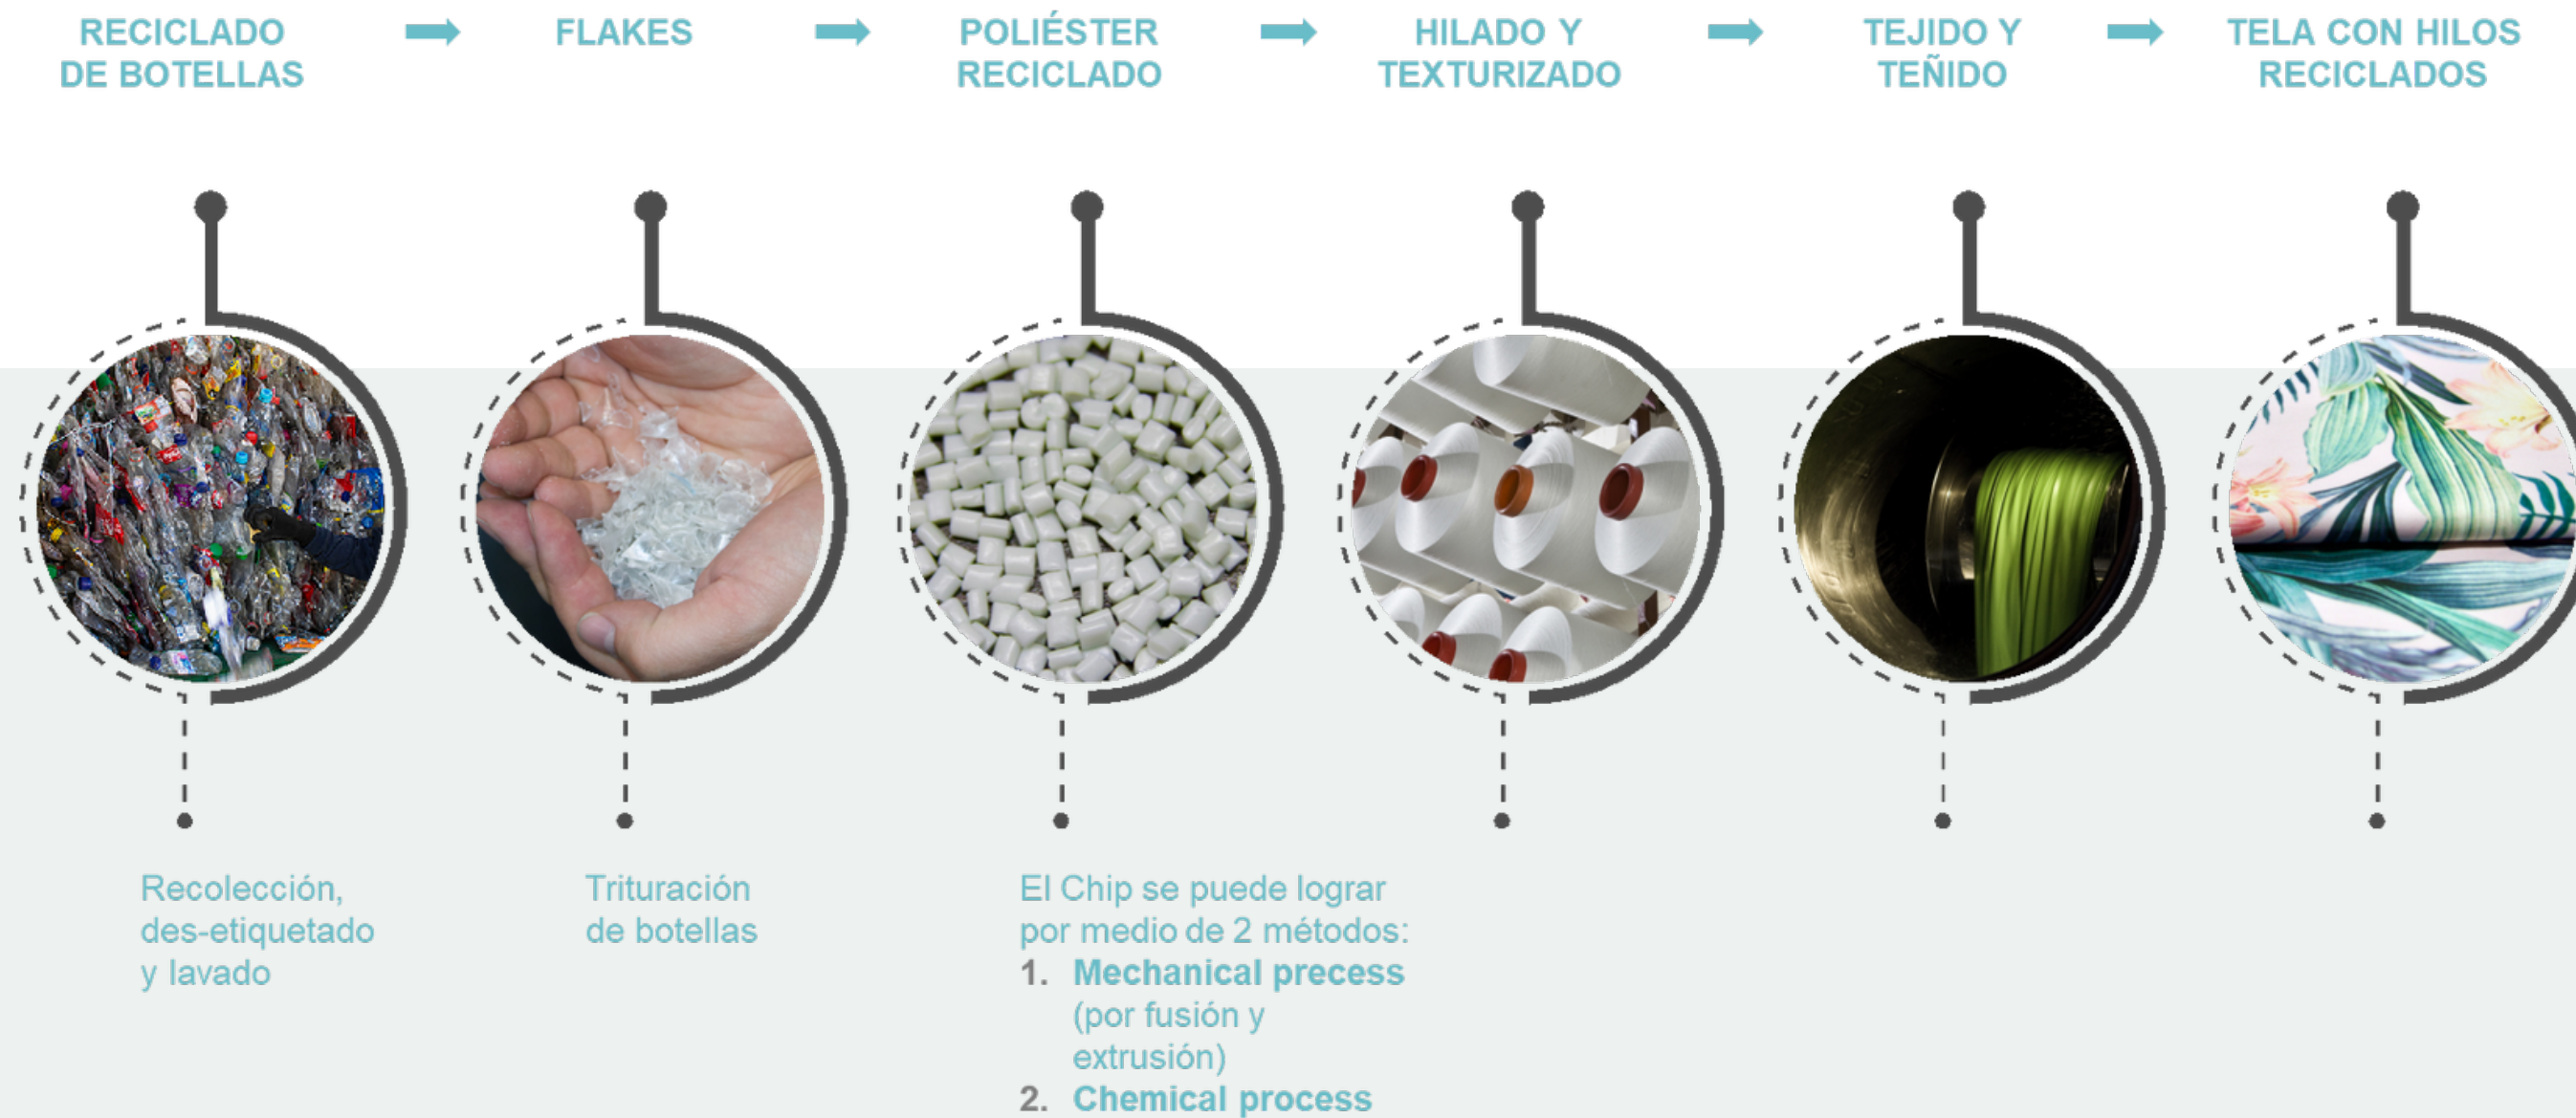 RECICLADO
DE BOTELLAS
FLAKES
POLIÉSTER
RECICLADO
HILADO Y
TEXTURIZADO
TEJIDO Y
TEÑIDO
TELA CON HILOS
RECICLADOS
Recolección,
des-etiquetado
y lavado
Trituración
de botellas
El Chip se puede lograr
por medio de 2 métodos:
1. Mechanical precess
(por fusión y
extrusión)
2. Chemical process